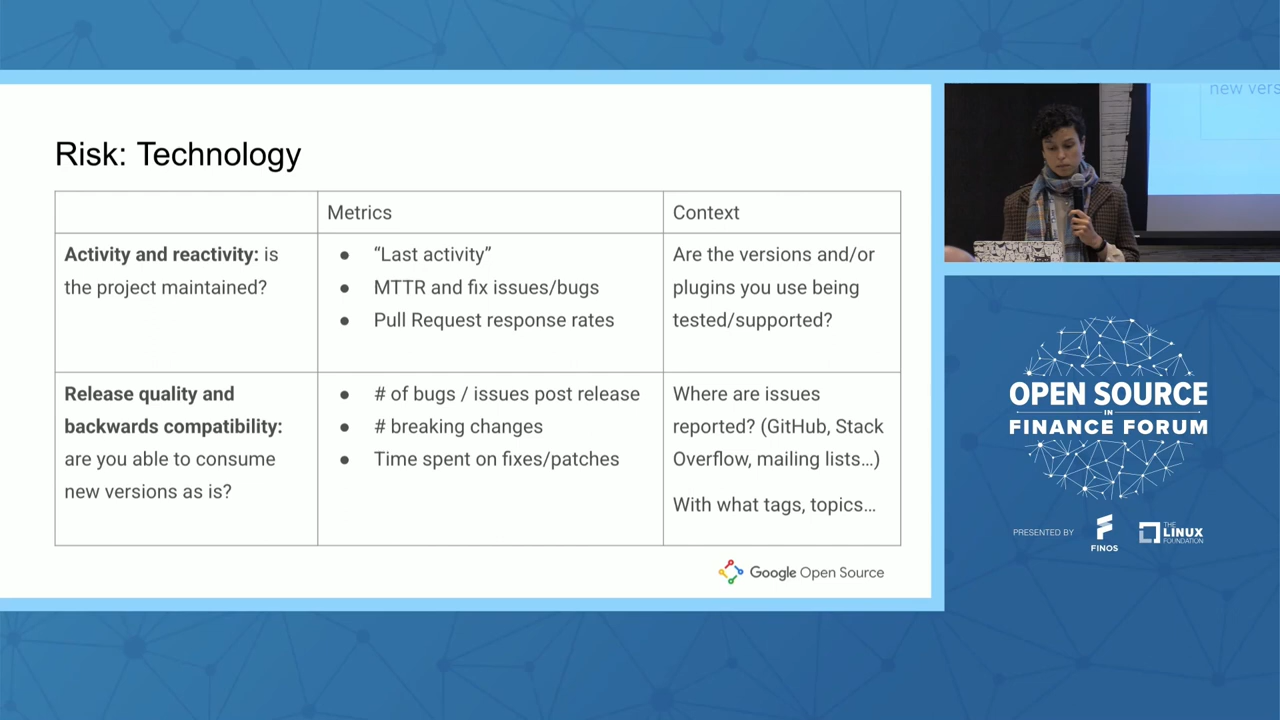 Risk: Technology
Metrics
Context
Activity and reactivity: is
the project maintained?
● “Last activity”
● MTTR and fix issues/bugs
● Pull Request response rates
Are the versions and/or
plugins you use being
tested/supported?
Release quality and
backwards compatibility:
are you able to consume
new versions as is?
● # of bugs / issues post release
● # breaking changes
● Time spent on fixes/patches
Where are issues
reported? (GitHub, Stack
Overflow, mailing lists…)
With what tags, topics…
Google Open Source
new vers
OPEN SOURCE
IN
FINANCE FORUM
PRESENTED BY
FINOS
THE
LINUX
FOUNDATION